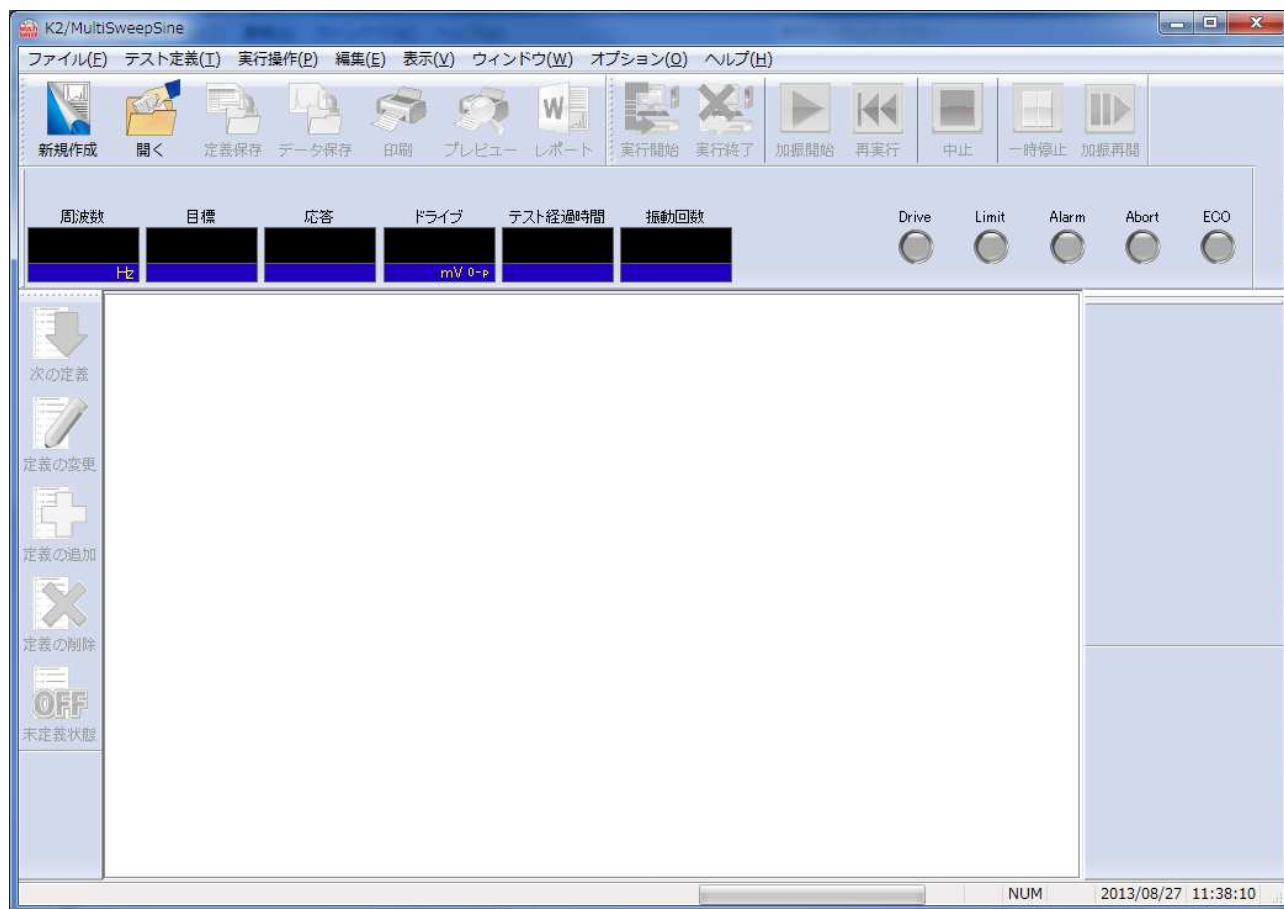 K2/MultiSweepSine
ファイル(F) テスト定義(T) 実行操作(P) 編集(E) 表示(V) ウィンドウ(W) オプション(O) ヘルプ(H)
新規作成 開く 定義保存 データ保存 印刷 プレビュー レポート 実行開始 実行終了 加振開始 再実行 中止 一時停止 加振再開
周波数 目標 応答 ドライブ テスト経過時間 振動回数 Drive Limit Alarm Abort ECO
Hz mV 0-p
次の定義
定義の変更
定義の追加
定義の削除
OFF
未定義状態
NUM 2013/08/27 11:38:10